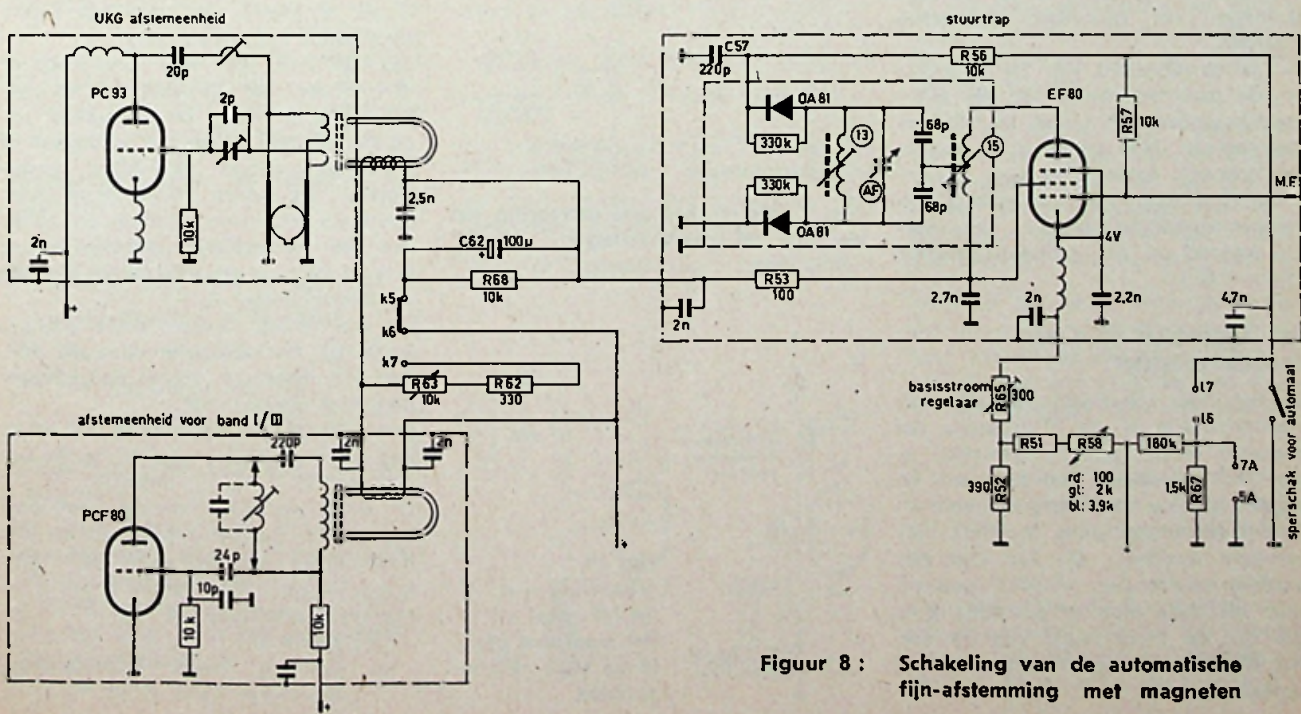 UKG afstemeenheid
PC 93
20p
2p
10k
2n
+
2,5n
C62 + 100µ
R68
10k
k5
k6
k7
R63
10k
R62
330
2n
2n
+
afstemeenheid voor band I/III
220p
PCF80
24p
10p
10k
10k
+
stuurtrap
C57
220p
R56
10k
R57
10k
OA81
330k
13
AF
330k
OA81
68p
68p
15
EF80
4V
M.F.
R53
100
2n
2,7n
2n
2,2n
4,7n
basisstroom
regelaar
R65
300
R51
R58
180k
rd: 100
gl: 2k
bl: 3.9k
390
R52
l7
l6
1,5k
R67
7A
5A
+
sperschak voor automaat
Figuur 8 : Schakeling van de automatische
fijn-afstemming met magneten